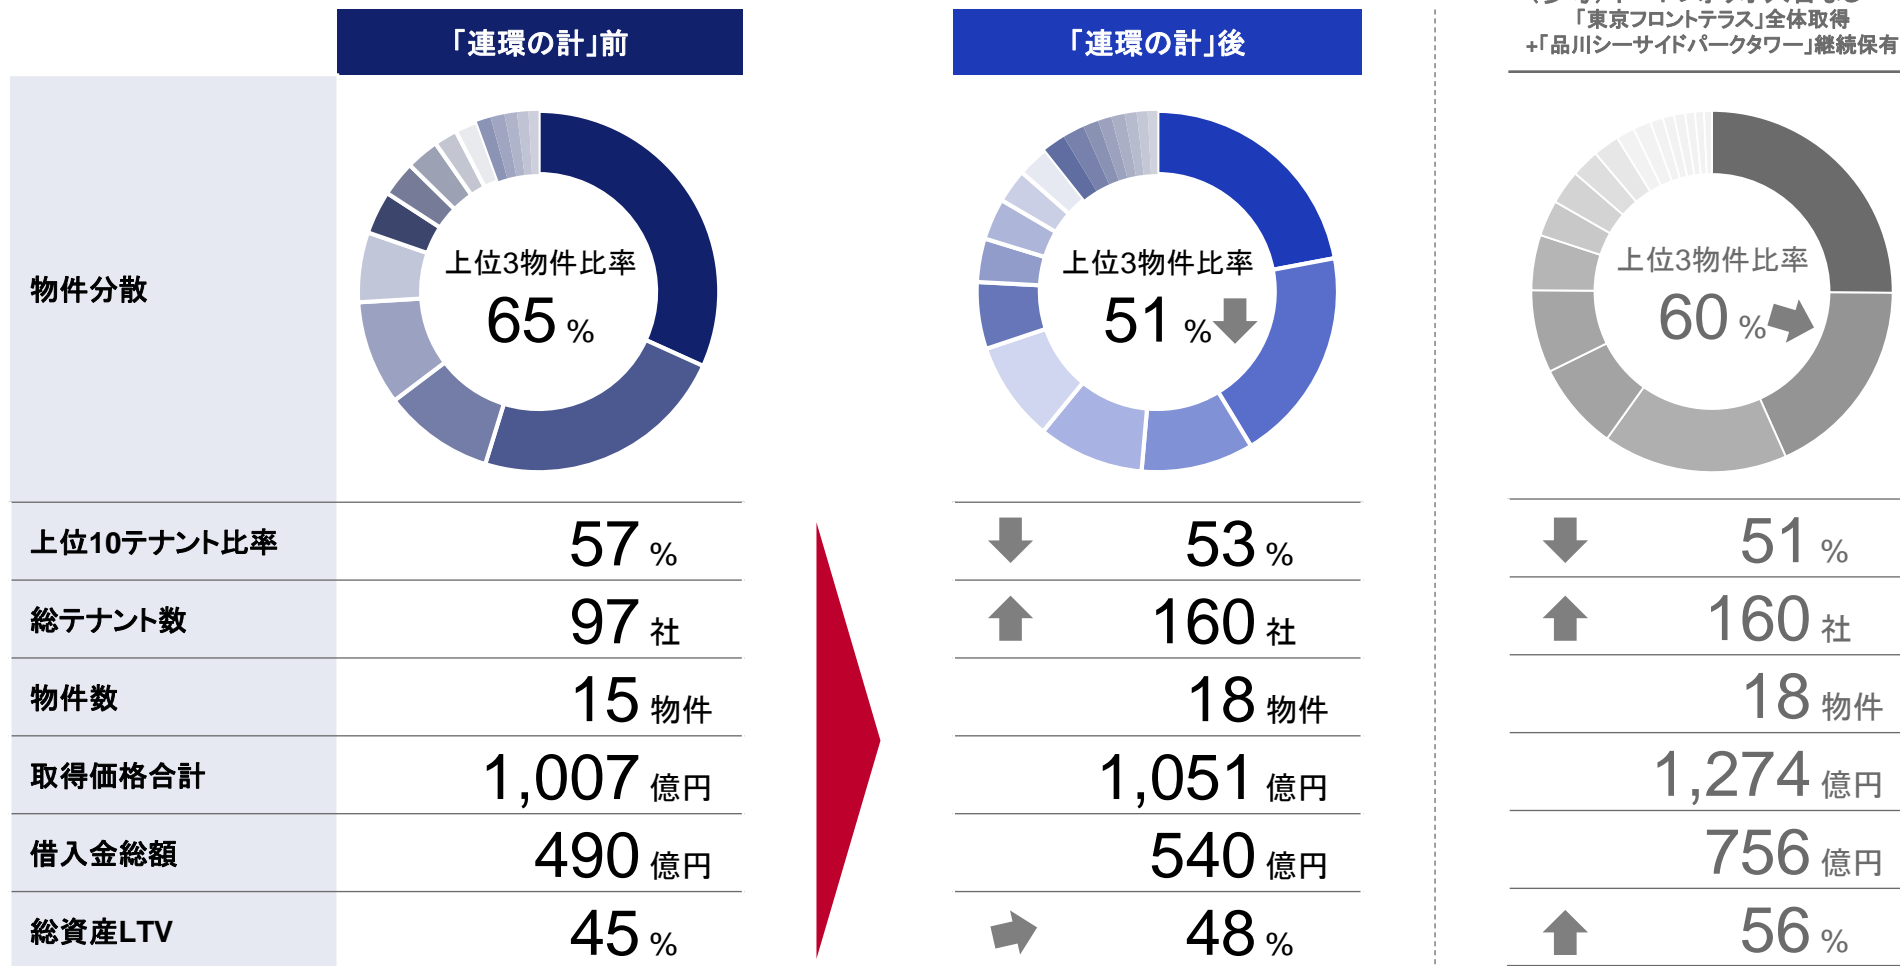 「連環の計」前
「連環の計」後
「東京フロントテラス」全体取得
+「品川シーサイドパークタワー」継続保有
物件分散
上位3物件比率
65 %
上位3物件比率
51 %
上位3物件比率
60 %
上位10テナント比率
57 %
53 %
51 %
総テナント数
97 社
160 社
160 社
物件数
15 物件
18 物件
18 物件
取得価格合計
1,007 億円
1,051 億円
1,274 億円
借入金総額
490 億円
540 億円
756 億円
総資産LTV
45 %
48 %
56 %